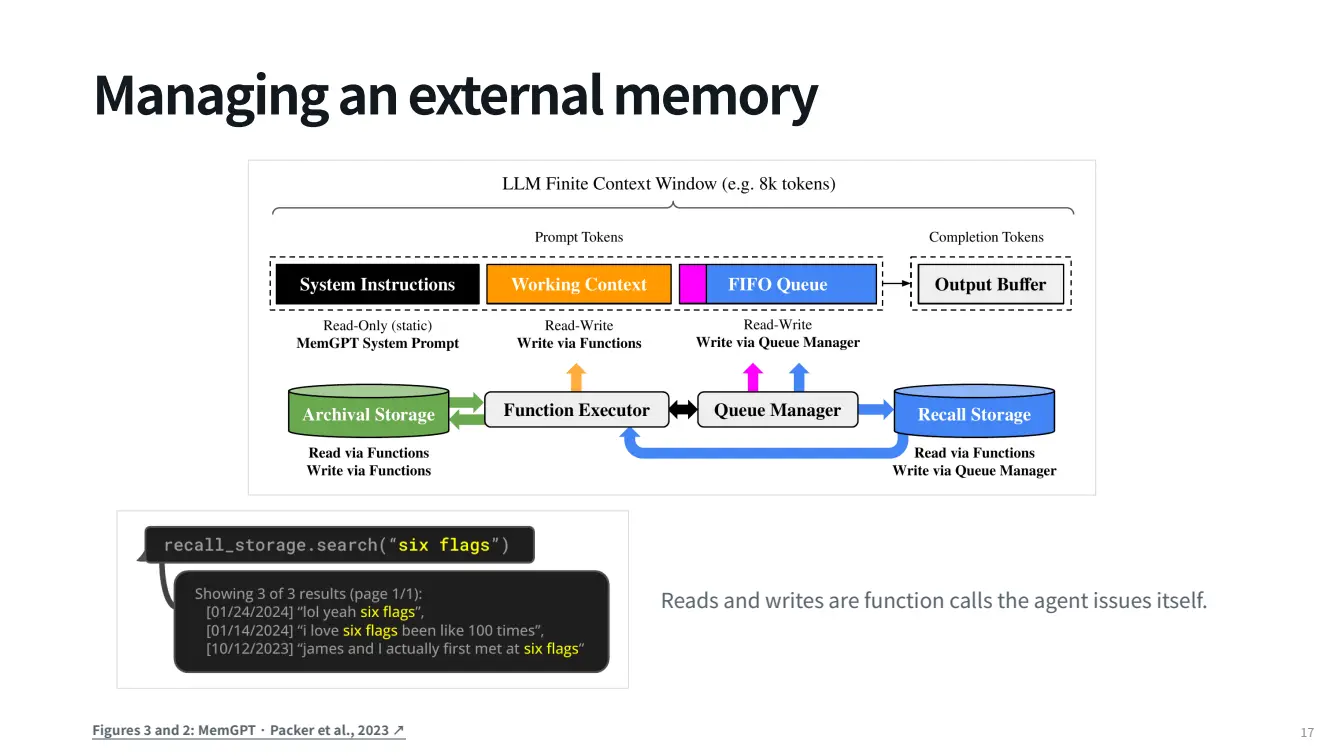 Managing an external memory
LLM Finite Context Window (e.g. 8k tokens)
Prompt Tokens
Completion Tokens
System Instructions
Working Context
FIFO Queue
Output Buffer
Read-Only (static)
MemGPT System Prompt
Read-Write
Write via Functions
Read-Write
Write via Queue Manager
Archival Storage
Function Executor
Queue Manager
Recall Storage
Read via Functions
Write via Functions
Read via Functions
Write via Queue Manager
recall_storage.search(“six flags”)
Showing 3 of 3 results (page 1/1):
[01/24/2024] “lol yeah six flags“,
[01/14/2024] “i love six flags been like 100 times“,
[10/12/2023] “james and I actually first met at six flags“
Reads and writes are function calls the agent issues itself.
Figures 3 and 2: MemGPT · Packer et al., 2023 ↗
17